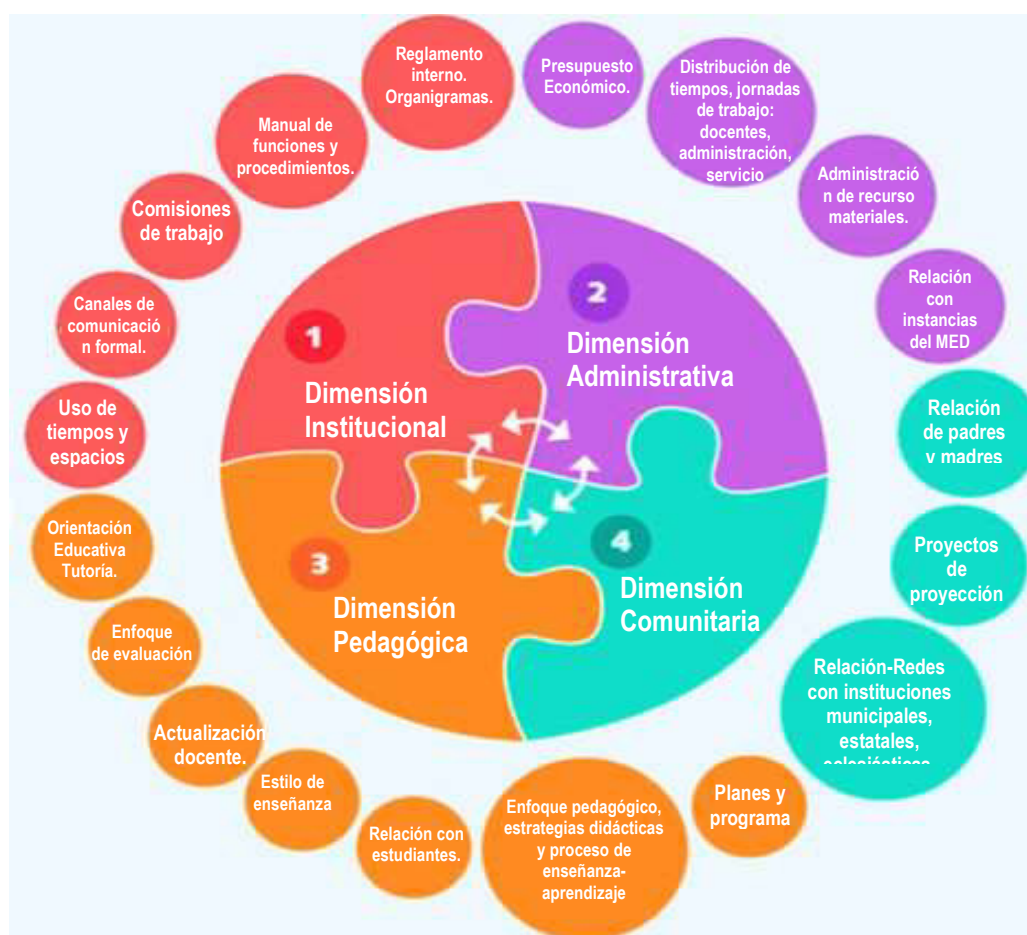 Reglamento
interno.
Organigramas.
Presupuesto
Económico.
Distribución de
tiempos, jornadas
de trabajo:
docentes,
administración,
servicio
Manual de
funciones y
procedimientos.
Administració
n de recurso
materiales.
Comisiones
de trabajo
Canales de
comunicació
n formal.
Relación
con
instancias
del MED
Uso de
tiempos y
espacios
Relación
de padres
y madres
1
Dimensión
Institucional
2
Dimensión
Administrativa
3
Dimensión
Pedagógica
4
Dimensión
Comunitaria
Orientación
Educativa
Tutoría.
Proyectos
de
proyección
Enfoque
de evaluación
Relación-Redes
con instituciones
municipales,
estatales,
Actualización
docente.
Estilo de
enseñanza
Relación con
estudiantes.
Enfoque pedagógico,
estrategias didácticas
y proceso de
enseñanza-
aprendizaje
Planes y
programa